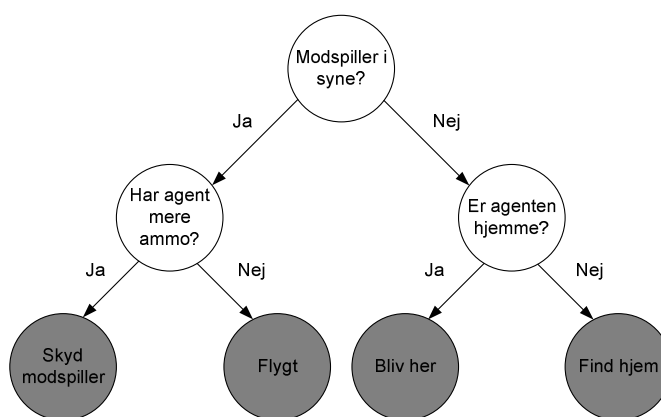 Modspiller i
syne?
Ja
Nej
Har agent
mere
ammo?
Er agenten
hjemme?
Ja
Nej
Ja
Nej
Skyd
modspiller
Flygt
Bliv her
Find hjem